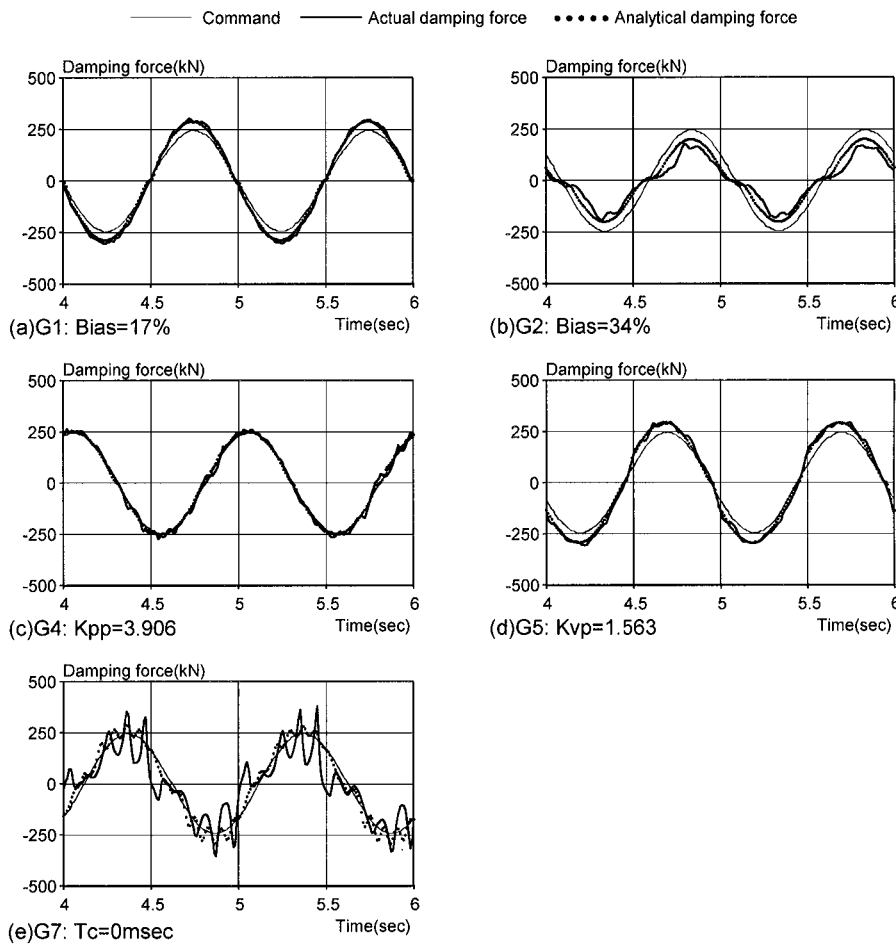 Command Actual damping force Analytical damping force
Damping force(kN) Damping force(kN)
500 500
250 250
0 0
-250 -250
-500 -500
4 4.5 5 5.5 6 4 4.5 5 5.5 6
(a)G1: Bias=17% Time(sec) (b)G2: Bias=34% Time(sec)
Damping force(kN) Damping force(kN)
500 500
250 250
0 0
-250 -250
-500 -500
4 4.5 5 5.5 6 4 4.5 5 5.5 6
(c)G4: Kpp=3.906 Time(sec) (d)G5: Kvp=1.563 Time(sec)
Damping force(kN)
500
250
0
-250
-500
4 4.5 5 5.5 6
(e)G7: Tc=0msec Time(sec)